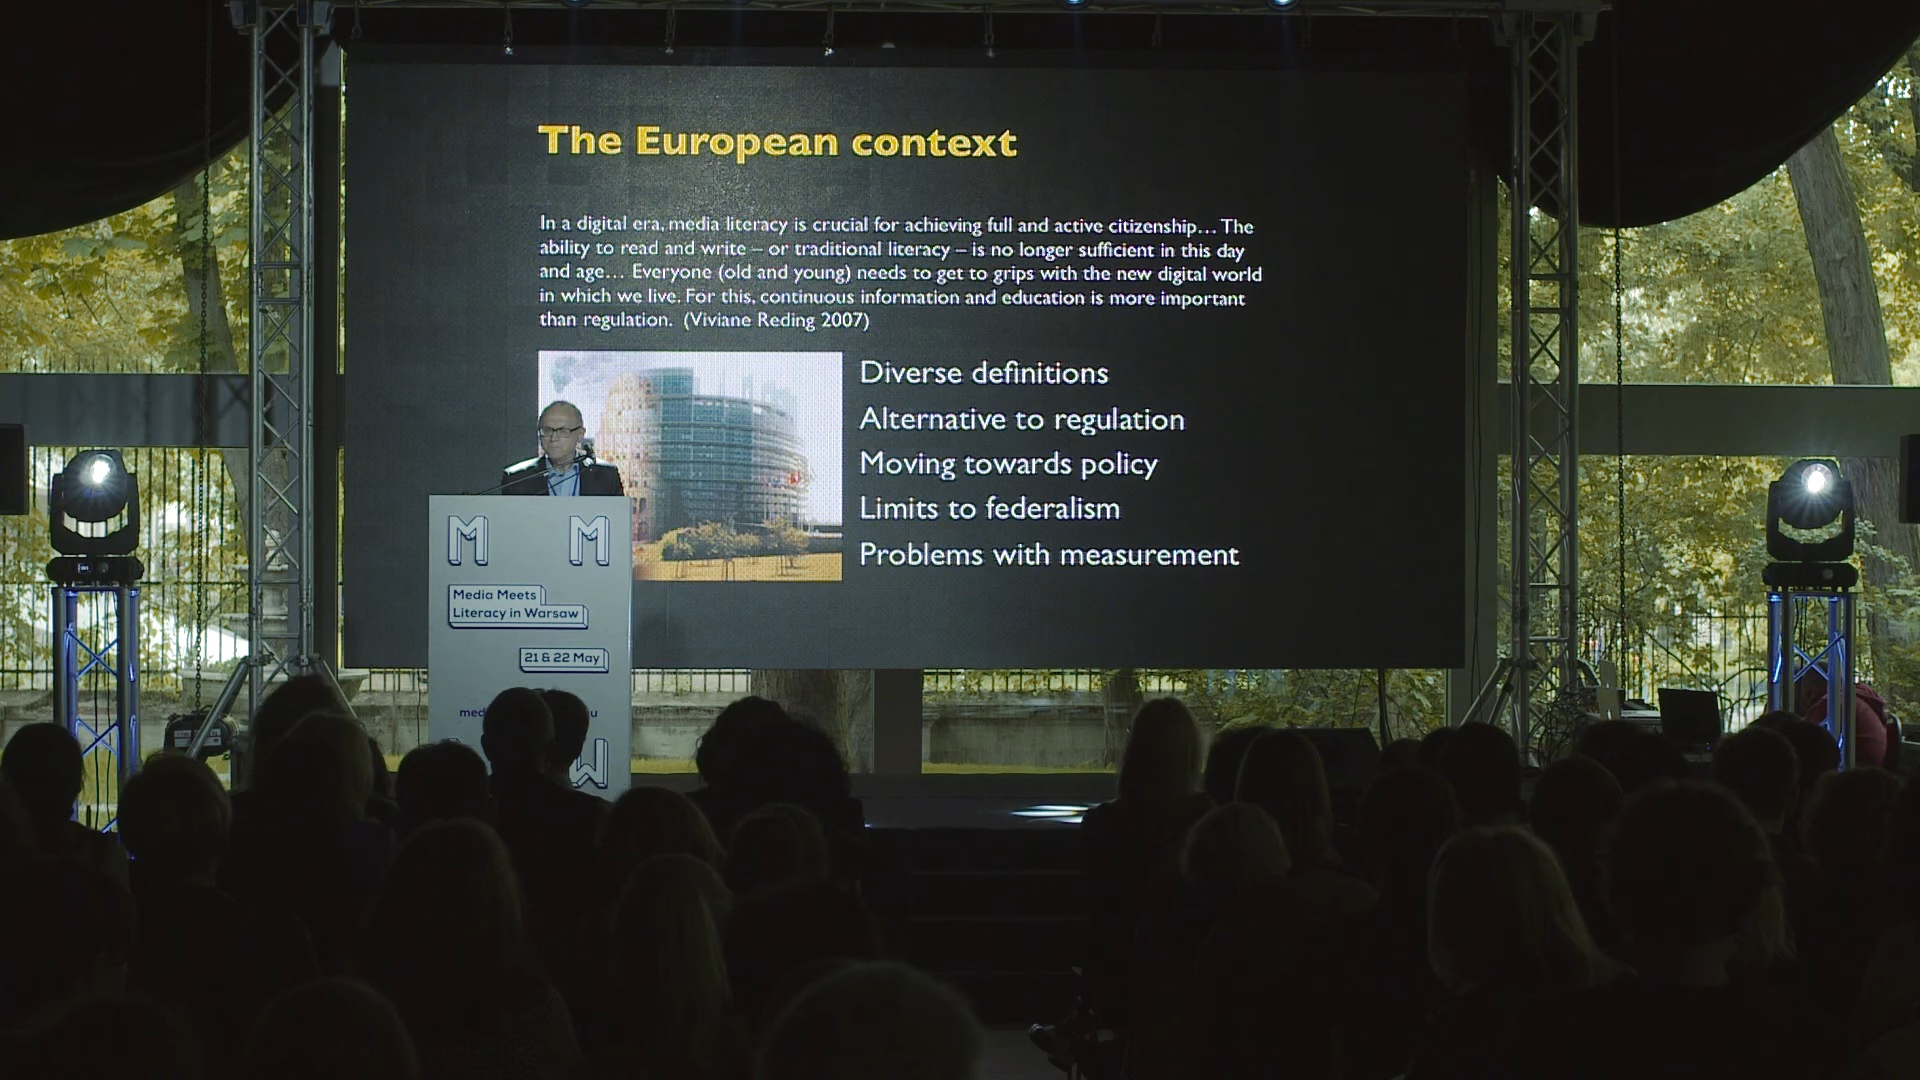 The European context
In a digital era, media literacy is crucial for achieving full and active citizenship… The
ability to read and write – or traditional literacy – is no longer sufficient in this day
and age… Everyone (old and young) needs to get to grips with the new digital world
in which we live. For this, continuous information and education is more important
than regulation. (Viviane Reding 2007)
Diverse definitions
Alternative to regulation
Moving towards policy
Limits to federalism
Problems with measurement
M M
Media Meets
Literacy in Warsaw
21 & 22 May
W